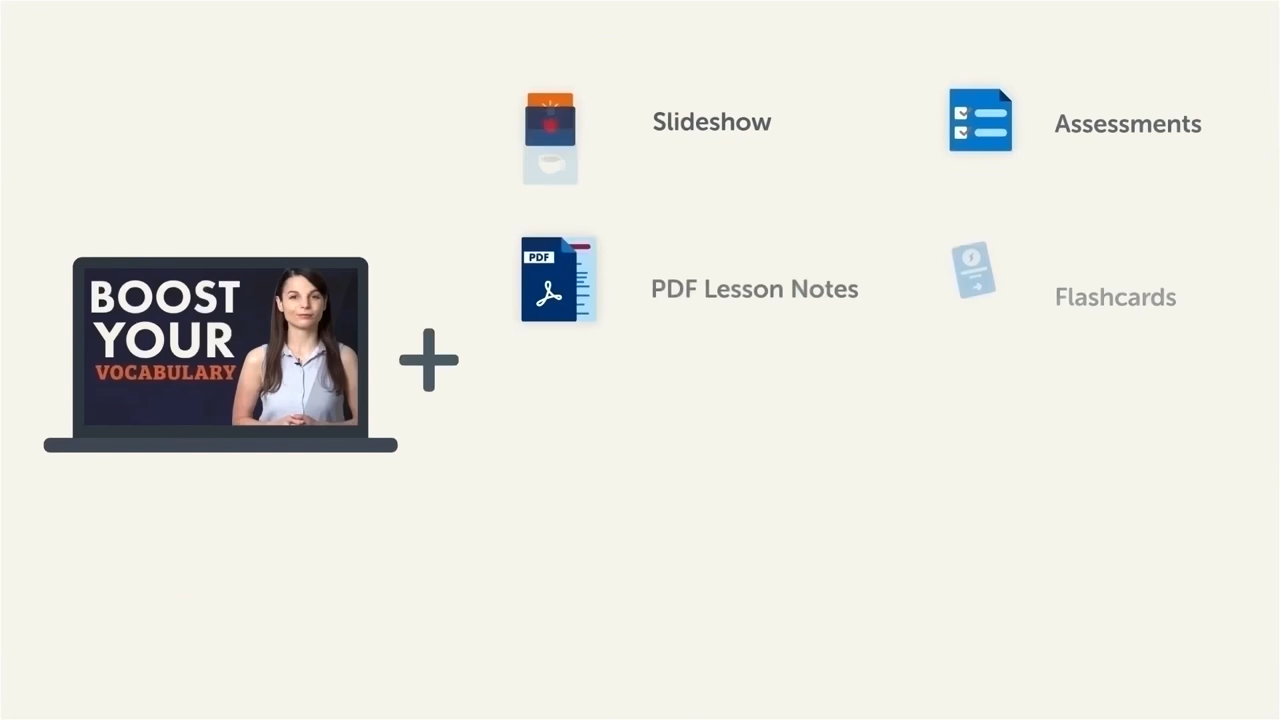 BOOST
YOUR
VOCABULARY
Slideshow
Assessments
PDF
PDF Lesson Notes
Flashcards